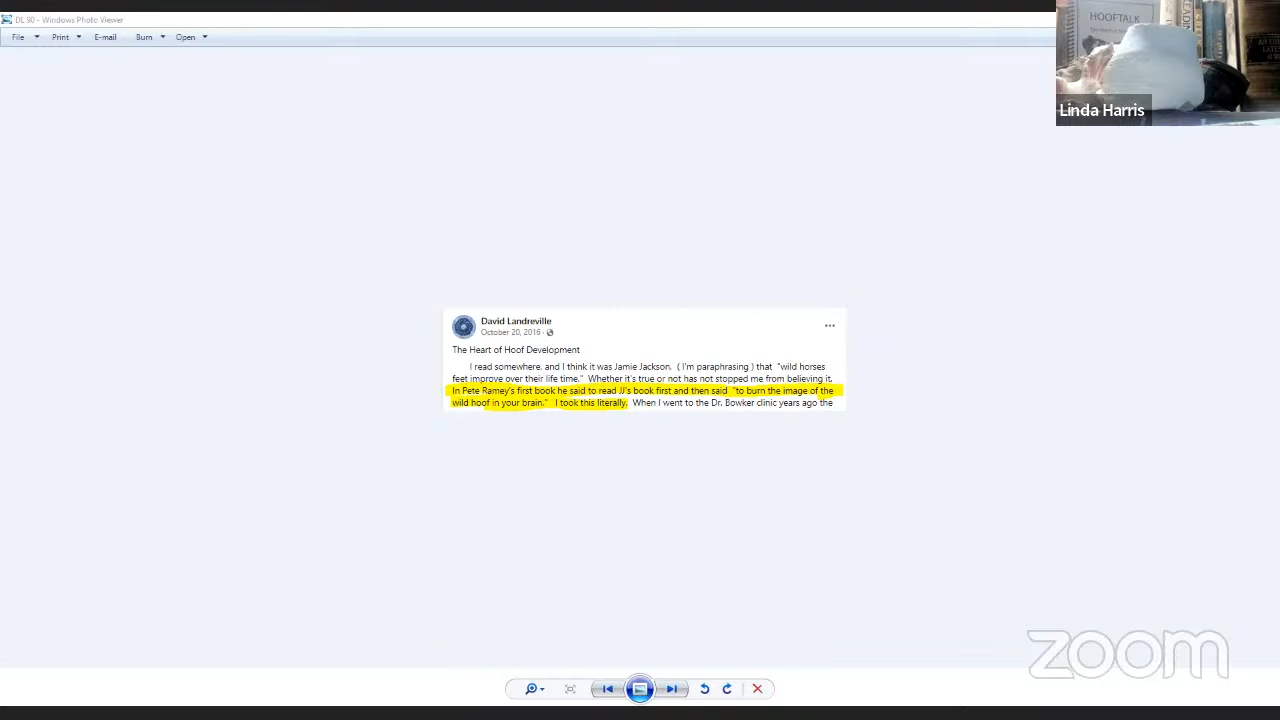 DL 90 - Windows Photo Viewer
File Print E-mail Burn Open
HOOFTALK
Linda Harris
David Landreville
October 20, 2016 ·
The Heart of Hoof Development
I read somewhere. and I think it was Jamie Jackson. ( I'm paraphrasing ) that "wild horses
feet improve over their life time." Whether it's true or not has not stopped me from believing it.
In Pete Ramey's first book he said to read JJ's book first and then said "to burn the image of the
wild hoof in your brain." I took this literally. When I went to the Dr. Bowker clinic years ago the
zoom